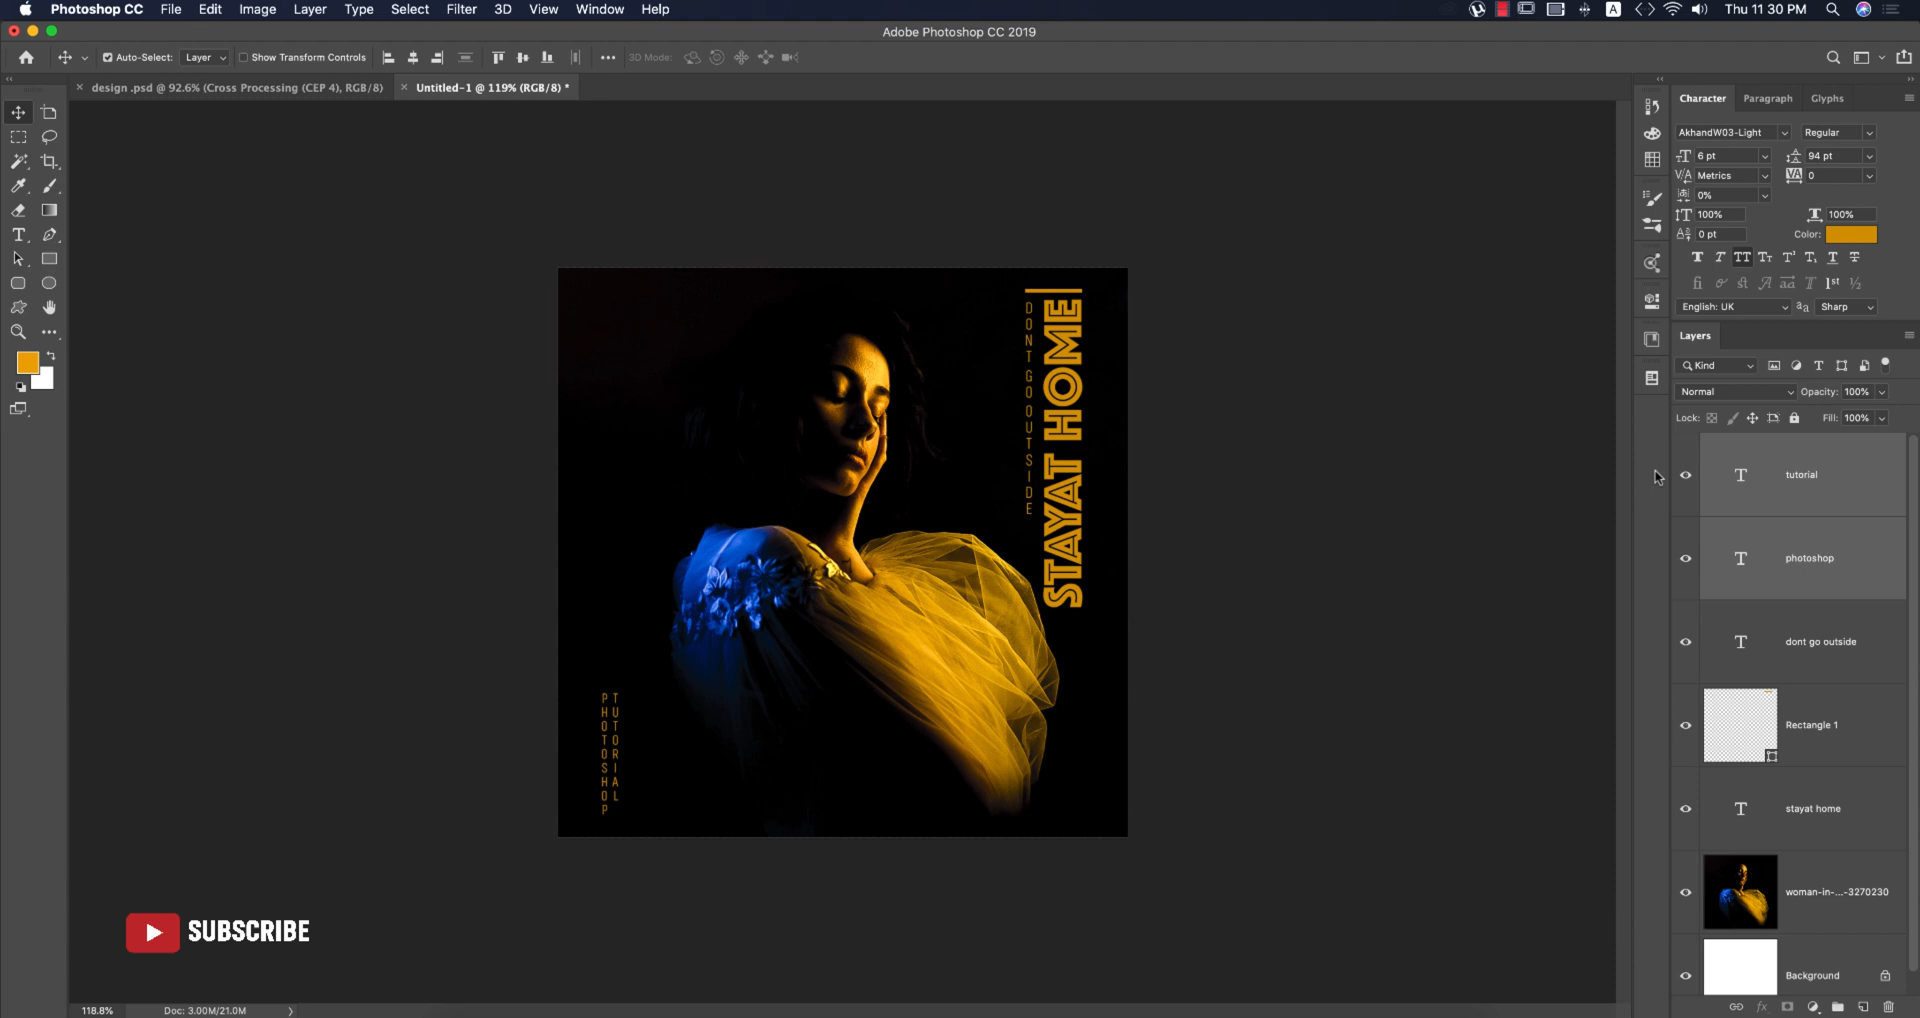 Photoshop CC File Edit Image Layer Type Select Filter 3D View Window Help
A Thu 11 30 PM
Adobe Photoshop CC 2019
Auto-Select: Layer Show Transform Controls 3D Mode:
design .psd @ 92.6% (Cross Processing (CEP 4), RGB/8)
Untitled-1 @ 119% (RGB/8) *
Character Paragraph Glyphs
AkhandW03-Light Regular
6 pt 94 pt
Metrics 0
0%
100% 100%
0 pt Color:
English: UK Sharp
Layers
Kind
Normal Opacity: 100%
Lock: Fill: 100%
tutorial
photoshop
dont go outside
Rectangle 1
stayat home
woman-in-...-3270230
Background
DONT GO OUTSIDE
STAYAT HOME
PHOTOSHOP
TUTORIAL
SUBSCRIBE
118.8% Doc: 3.00M/21.0M